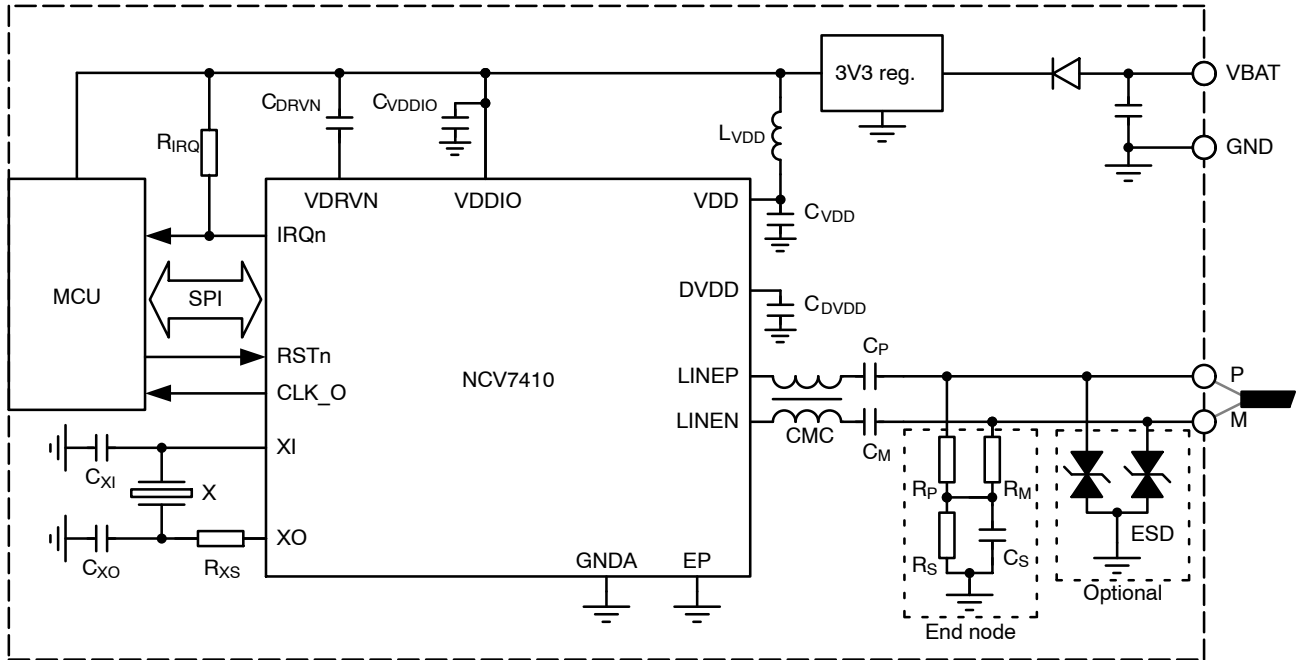 3V3 reg.
VBAT
CDRVN
CVDDIO
RIRQ
LVDD
GND
VDRVN
VDDIO
VDD
CVDD
IRQn
MCU
SPI
DVDD
CDVDD
RSTn
CP
NCV7410
LINEP
P
CLK_O
LINEN
M
CMC
CM
XI
CXI
X
RP
RM
XO
ESD
CXO
RXS
RS
CS
GNDA
EP
Optional
End node